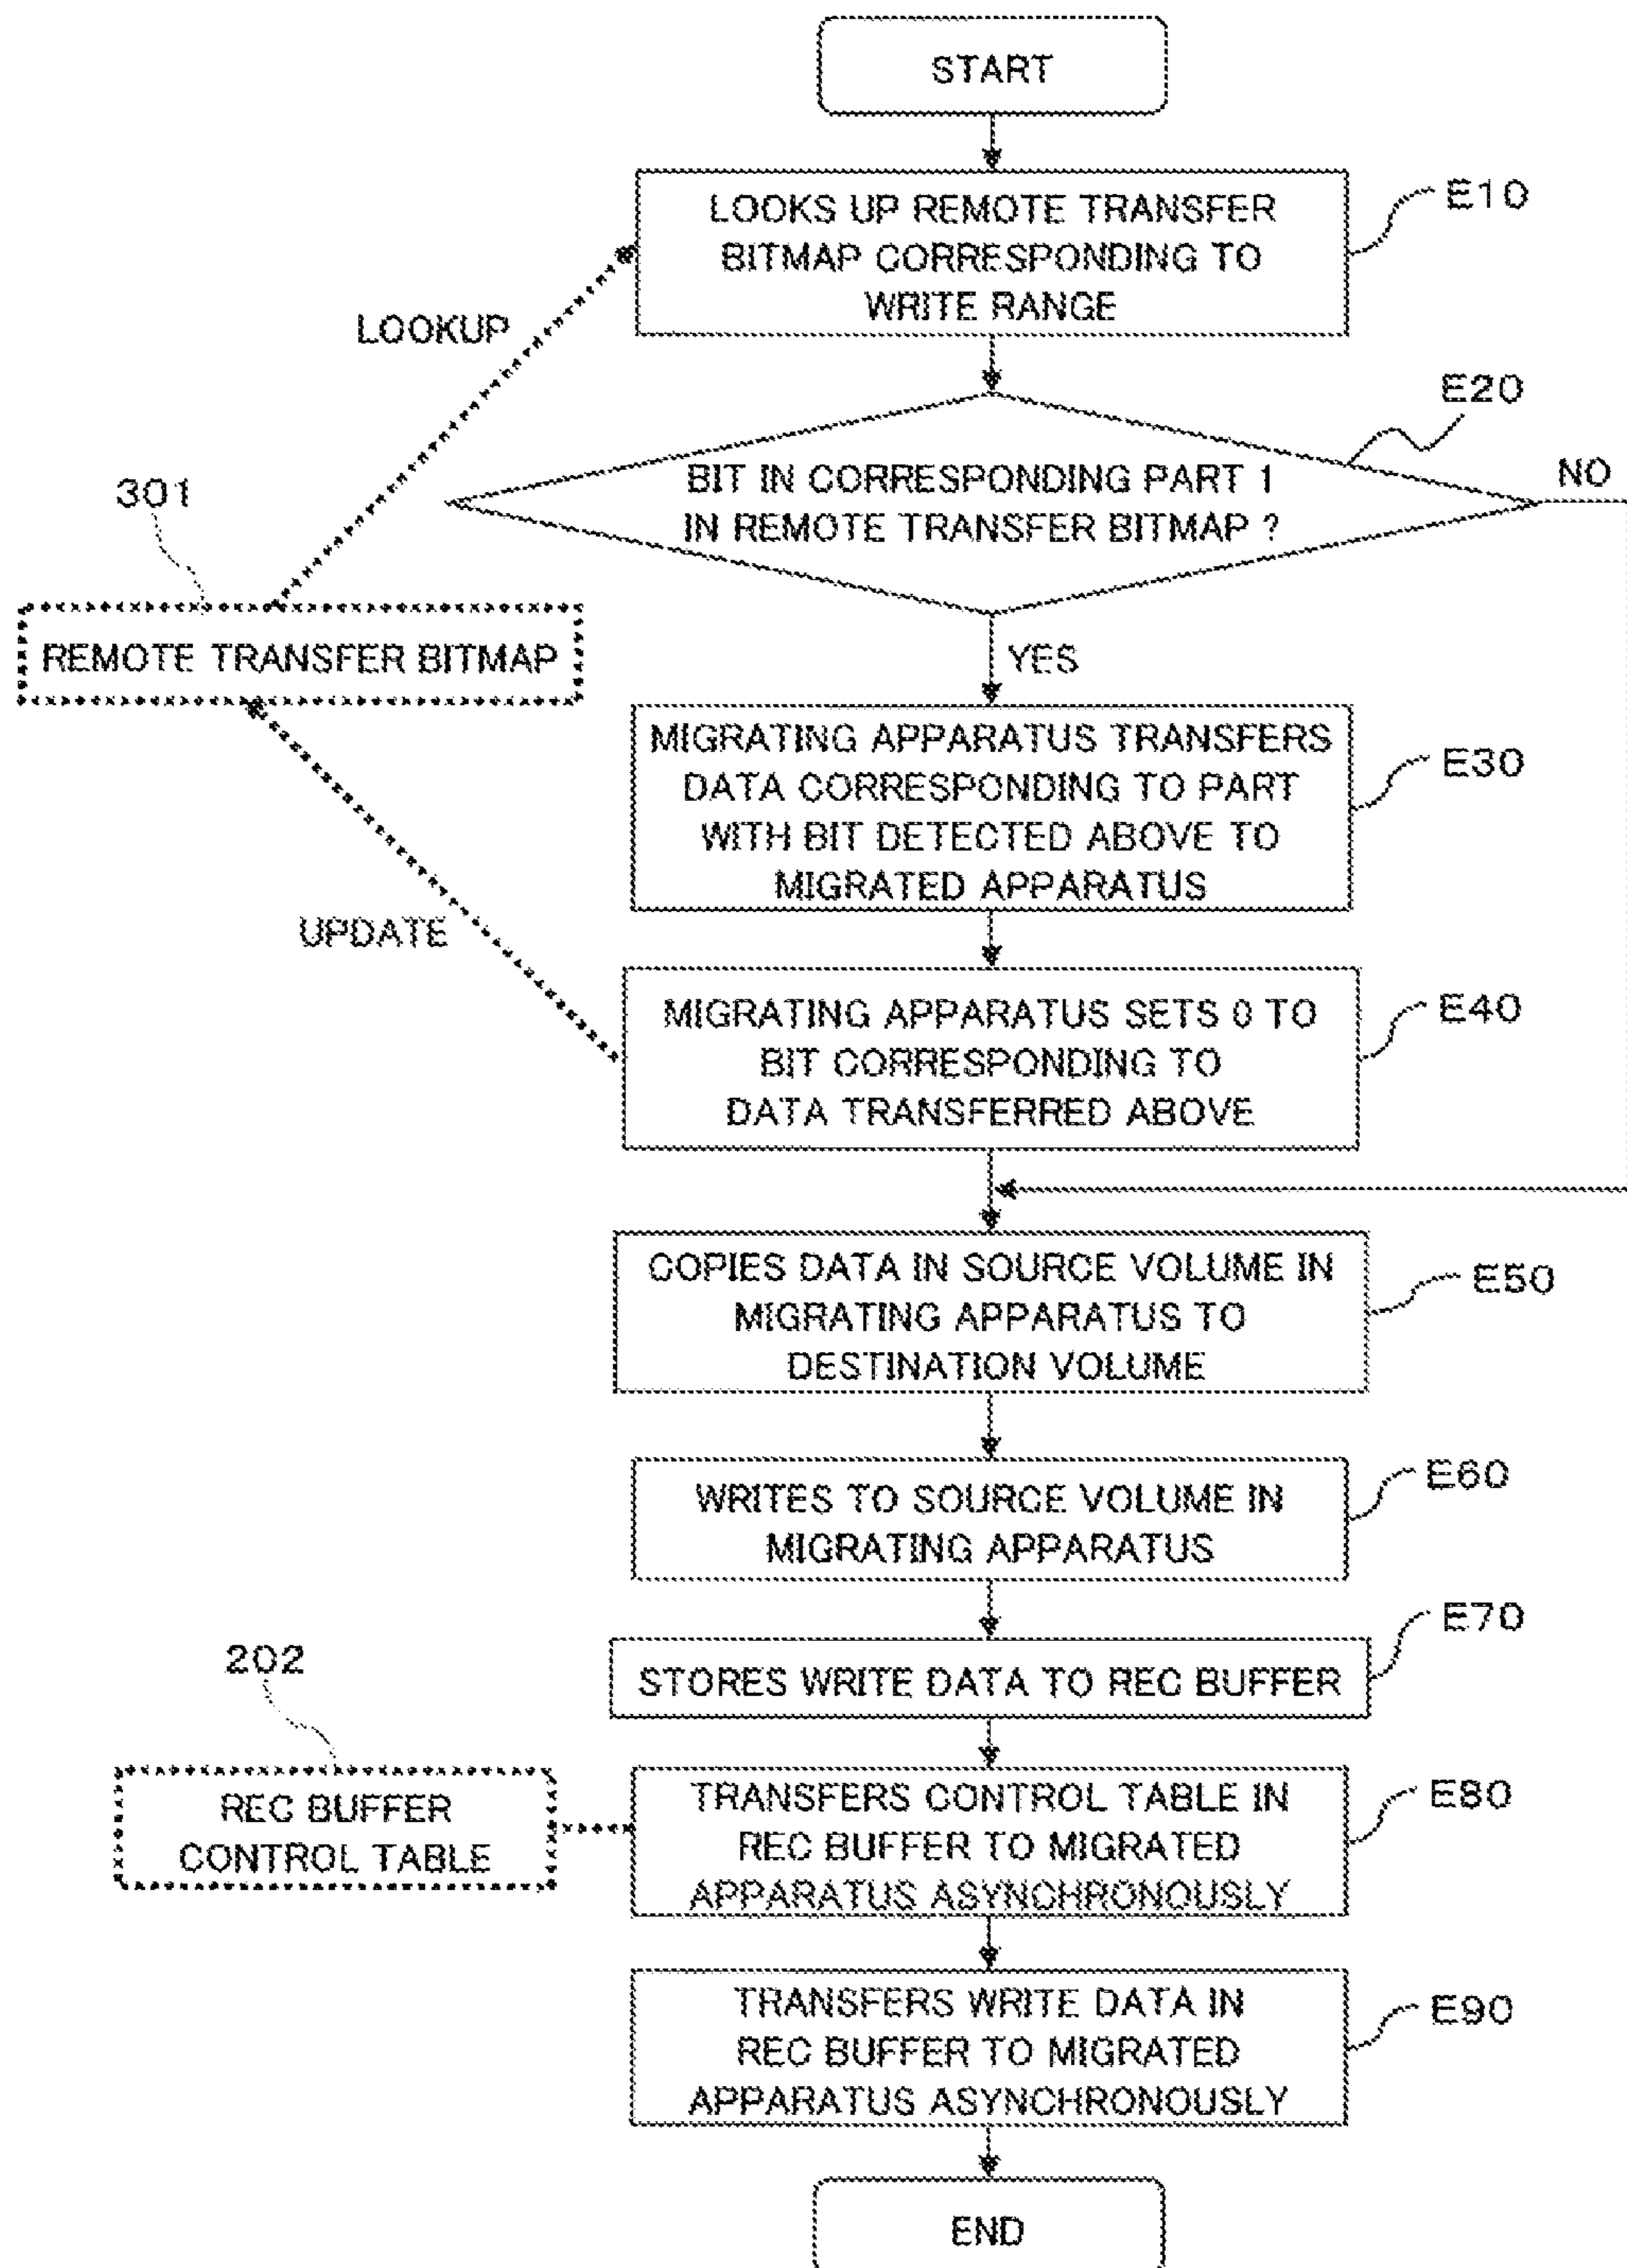 START
LOOKS UP REMOTE TRANSFER
BITMAP CORRESPONDING TO
WRITE RANGE
E10
LOOKUP
E20
BIT IN CORRESPONDING PART 1
IN REMOTE TRANSFER BITMAP ?
NO
301
REMOTE TRANSFER BITMAP
YES
MIGRATING APPARATUS TRANSFERS
DATA CORRESPONDING TO PART
WITH BIT DETECTED ABOVE TO
MIGRATED APPARATUS
E30
UPDATE
MIGRATING APPARATUS SETS 0 TO
BIT CORRESPONDING TO
DATA TRANSFERRED ABOVE
E40
COPIES DATA IN SOURCE VOLUME IN
MIGRATING APPARATUS TO
DESTINATION VOLUME
E50
WRITES TO SOURCE VOLUME IN
MIGRATING APPARATUS
E60
STORES WRITE DATA TO REC BUFFER
E70
202
REC BUFFER
CONTROL TABLE
TRANSFERS CONTROL TABLE IN
REC BUFFER TO MIGRATED
APPARATUS ASYNCHRONOUSLY
E80
TRANSFERS WRITE DATA IN
REC BUFFER TO MIGRATED
APPARATUS ASYNCHRONOUSLY
E90
END